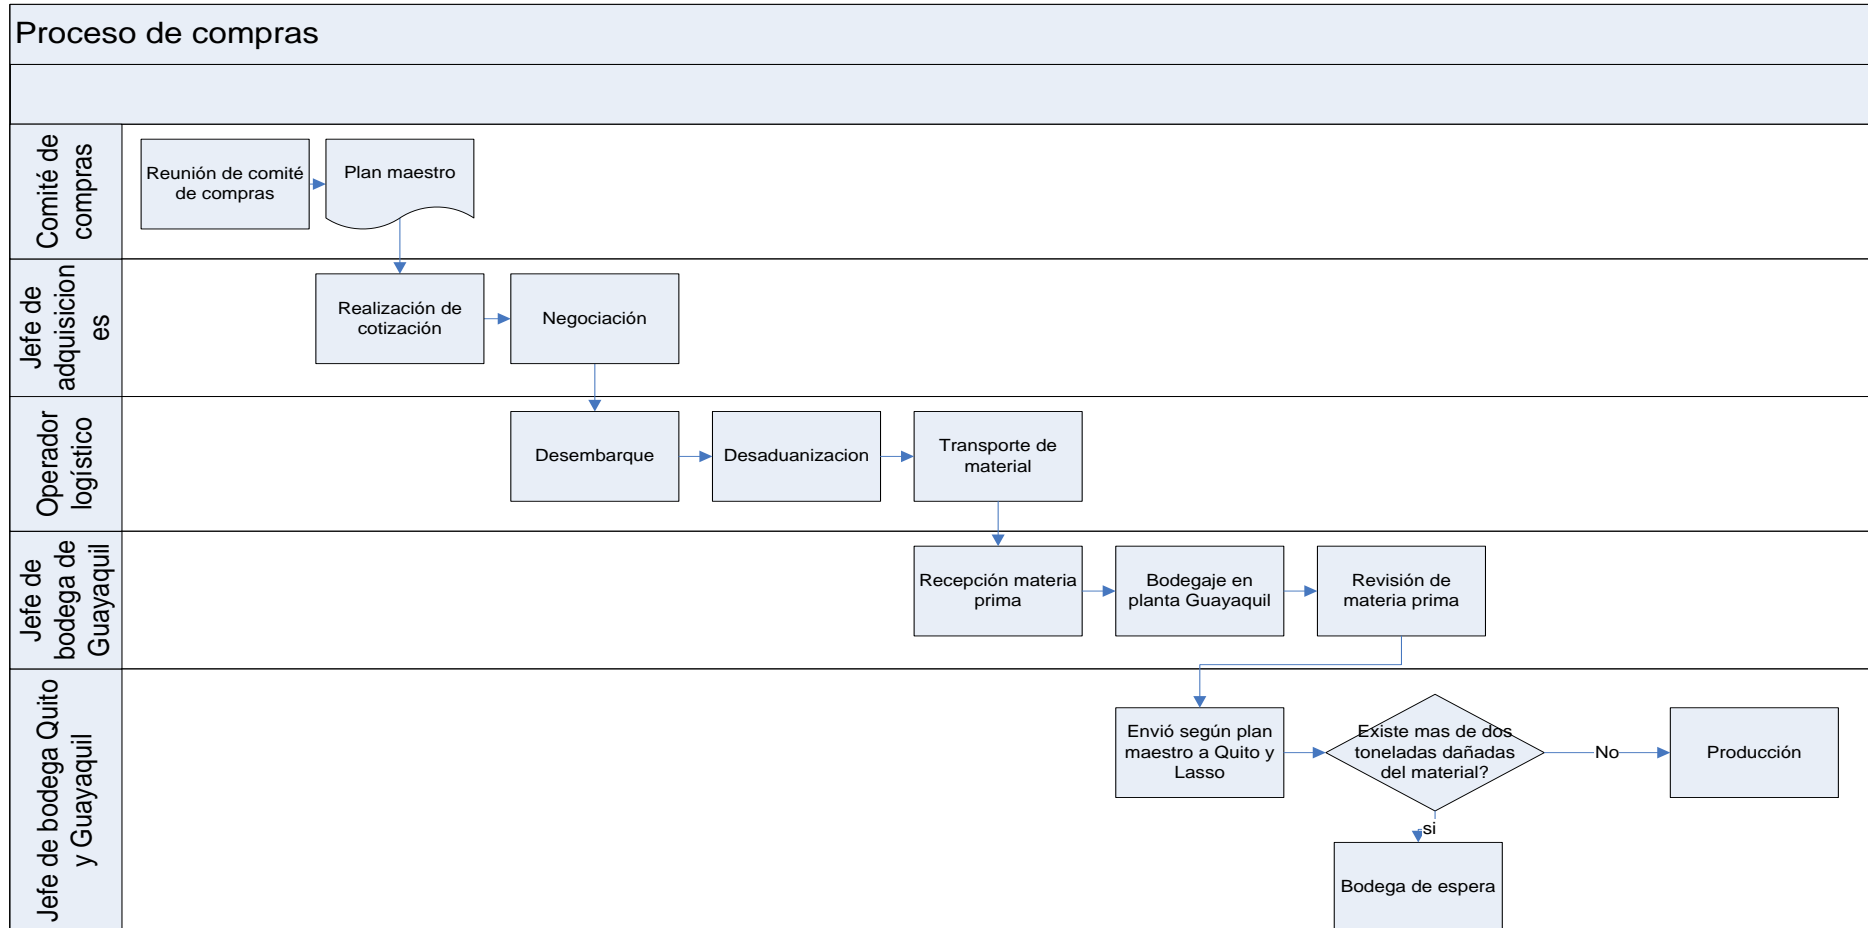 Proceso de compras
Comité de
compras
Reunión de comité
de compras
Plan maestro
Jefe de
adquisicion
es
Realización de
cotización
Negociación
Operador
logístico
Desembarque
Desaduanizacion
Transporte de
material
Jefe de
bodega de
Guayaquil
Recepción materia
prima
Bodegaje en
planta Guayaquil
Revisión de
materia prima
Jefe de bodega Quito
y Guayaquil
Envió según plan
maestro a Quito y
Lasso
Existe mas de dos
toneladas dañadas
del material?
No
Producción
si
Bodega de espera